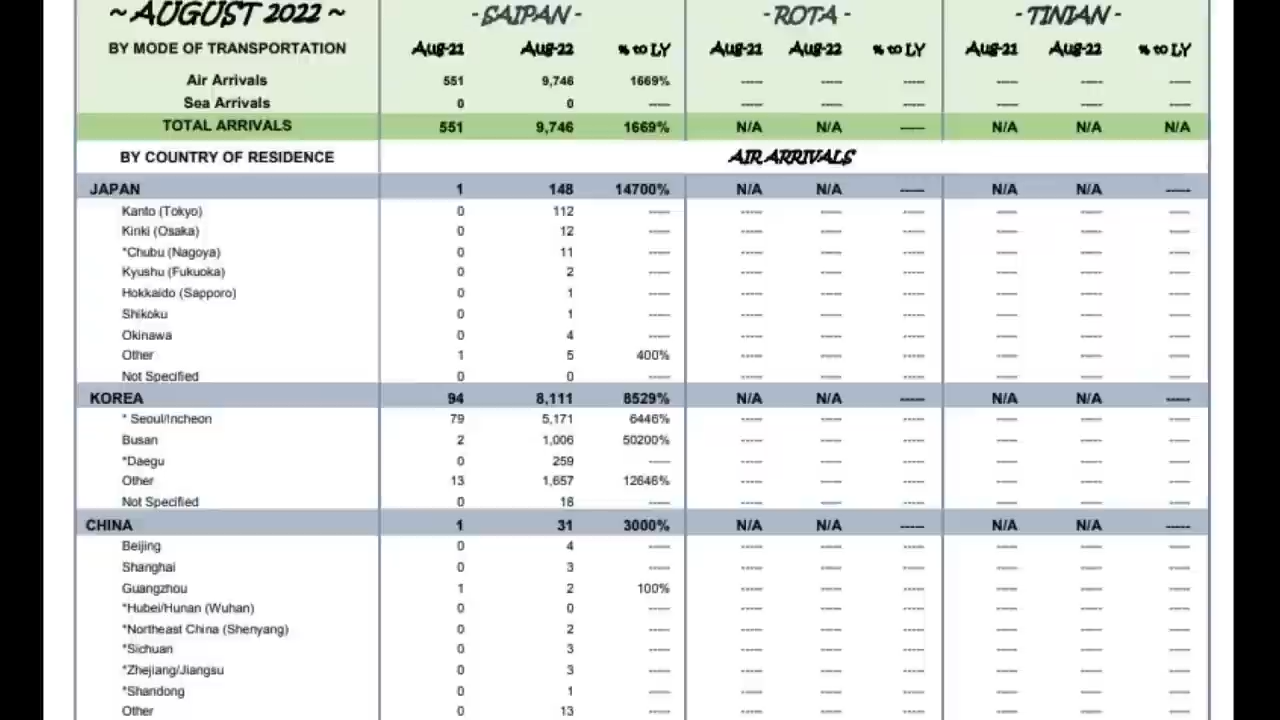 ~ AUGUST 2022 ~ - SAIPAN - - ROTA - - TINIAN -
BY MODE OF TRANSPORTATION Aug-21 Aug-22 % to LY Aug-21 Aug-22 % to LY Aug-21 Aug-22 % to LY
Air Arrivals 551 9,746 1669% ---- ---- ---- ---- ---- ----
Sea Arrivals 0 0 ---- ---- ---- ---- ---- ---- ----
TOTAL ARRIVALS 551 9,746 1669% N/A N/A ---- N/A N/A N/A
BY COUNTRY OF RESIDENCE AIR ARRIVALS
JAPAN 1 148 14700% N/A N/A ---- N/A N/A ----
Kanto (Tokyo) 0 112 ---- ---- ---- ---- ---- ---- ----
Kinki (Osaka) 0 12 ---- ---- ---- ---- ---- ---- ----
*Chubu (Nagoya) 0 11 ---- ---- ---- ---- ---- ---- ----
Kyushu (Fukuoka) 0 2 ---- ---- ---- ---- ---- ---- ----
Hokkaido (Sapporo) 0 1 ---- ---- ---- ---- ---- ---- ----
Shikoku 0 1 ---- ---- ---- ---- ---- ---- ----
Okinawa 0 4 ---- ---- ---- ---- ---- ---- ----
Other 1 5 400% ---- ---- ---- ---- ---- ----
Not Specified 0 0 ---- ---- ---- ---- ---- ---- ----
KOREA 94 8,111 8529% N/A N/A ---- N/A N/A ----
* Seoul/Incheon 79 5,171 6446% ---- ---- ---- ---- ---- ----
Busan 2 1,006 50200% ---- ---- ---- ---- ---- ----
*Daegu 0 259 ---- ---- ---- ---- ---- ---- ----
Other 13 1,657 12646% ---- ---- ---- ---- ---- ----
Not Specified 0 18 ---- ---- ---- ---- ---- ---- ----
CHINA 1 31 3000% N/A N/A ---- N/A N/A ----
Beijing 0 4 ---- ---- ---- ---- ---- ---- ----
Shanghai 0 3 ---- ---- ---- ---- ---- ---- ----
Guangzhou 1 2 100% ---- ---- ---- ---- ---- ----
*Hubei/Hunan (Wuhan) 0 0 ---- ---- ---- ---- ---- ---- ----
*Northeast China (Shenyang) 0 2 ---- ---- ---- ---- ---- ---- ----
*Sichuan 0 3 ---- ---- ---- ---- ---- ---- ----
*Zhejiang/Jiangsu 0 3 ---- ---- ---- ---- ---- ---- ----
*Shandong 0 1 ---- ---- ---- ---- ---- ---- ----
Other 0 13 ---- ---- ---- ---- ---- ---- ----